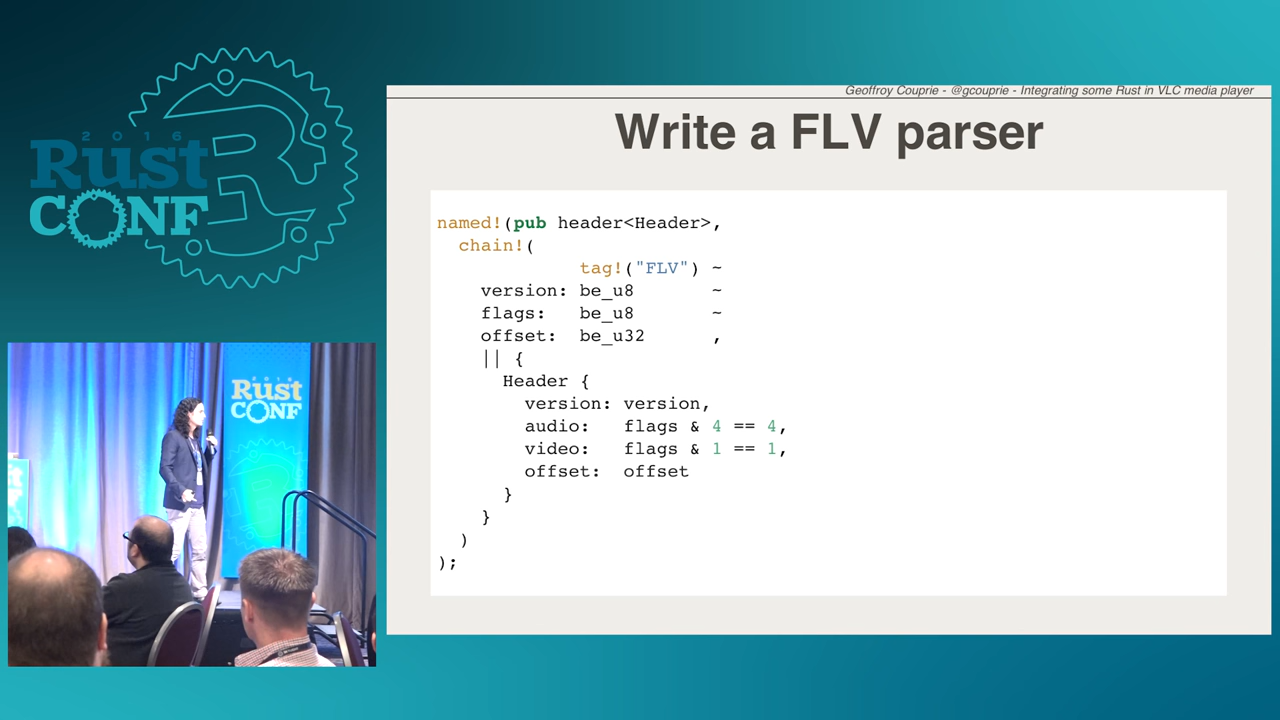 2016
Rust
CONF
Geoffroy Couprie - @gcouprie - Integrating some Rust in VLC media player
Write a FLV parser
named!(pub header<Header>,
  chain!(
             tag!("FLV") ~
    version: be_u8       ~
    flags:   be_u8       ~
    offset:  be_u32      ,
    || {
      Header {
        version: version,
        audio:   flags & 4 == 4,
        video:   flags & 1 == 1,
        offset:  offset
      }
    }
  )
);
2016
Rust
CONF